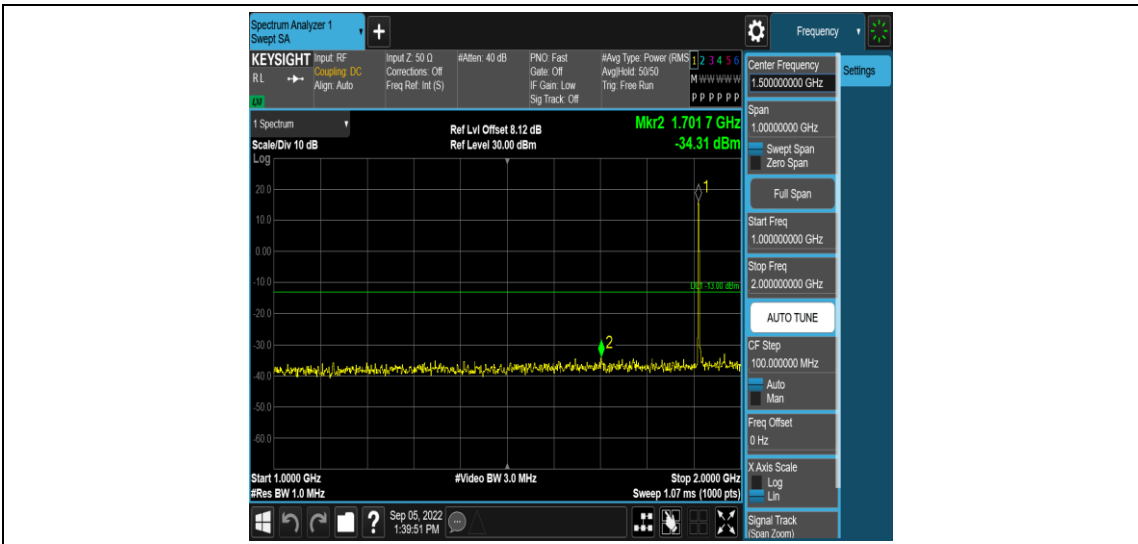 Spectrum Analyzer 1
Swept SA
+
Frequency
KEYSIGHT
RL
LXI
Input: RF
Coupling: DC
Align: Auto
Input Z: 50 Ω
Corrections: Off
Freq Ref: Int (S)
#Atten: 40 dB
PNO: Fast
Gate: Off
IF Gain: Low
Sig Track: Off
#Avg Type: Power (RMS
Avg|Hold: 50/50
Trig: Free Run
1 2 3 4 5 6
M W W W W W
P P P P P P
1 Spectrum
Scale/Div 10 dB
Log
Ref Lvl Offset 8.12 dB
Ref Level 30.00 dBm
Mkr2 1.701 7 GHz
-34.31 dBm
20.0
10.0
0.00
-10.0
-20.0
-30.0
-40.0
-50.0
-60.0
1
DL1 -13.00 dBm
2
Start 1.0000 GHz
#Res BW 1.0 MHz
#Video BW 3.0 MHz
Stop 2.0000 GHz
Sweep 1.07 ms (1000 pts)
?
Sep 05, 2022
1:39:51 PM
Center Frequency
1.500000000 GHz
Settings
Span
1.00000000 GHz
Swept Span
Zero Span
Full Span
Start Freq
1.000000000 GHz
Stop Freq
2.000000000 GHz
AUTO TUNE
CF Step
100.000000 MHz
Auto
Man
Freq Offset
0 Hz
X Axis Scale
Log
Lin
Signal Track
(Span Zoom)